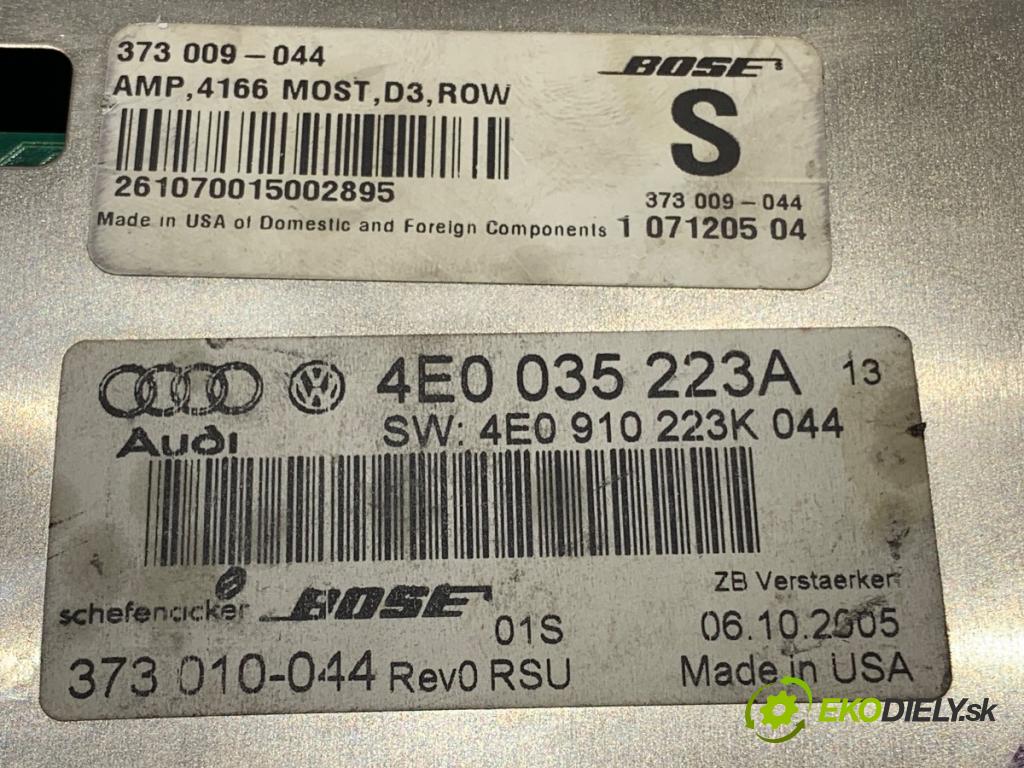 373 009-044
BOSE
AMP,4166 MOST,D3,ROW
S
261070015002895
373 009-044
Made in USA of Domestic and Foreign Components 1 071205 04
4E0 035 223A 13
Audi
SW: 4E0 910 223K 044
ZB Verstaerker
schefenacker BOSE 01S 06.10.2005
373 010-044 Rev0 RSU Made in USA
EKODIELY.sk